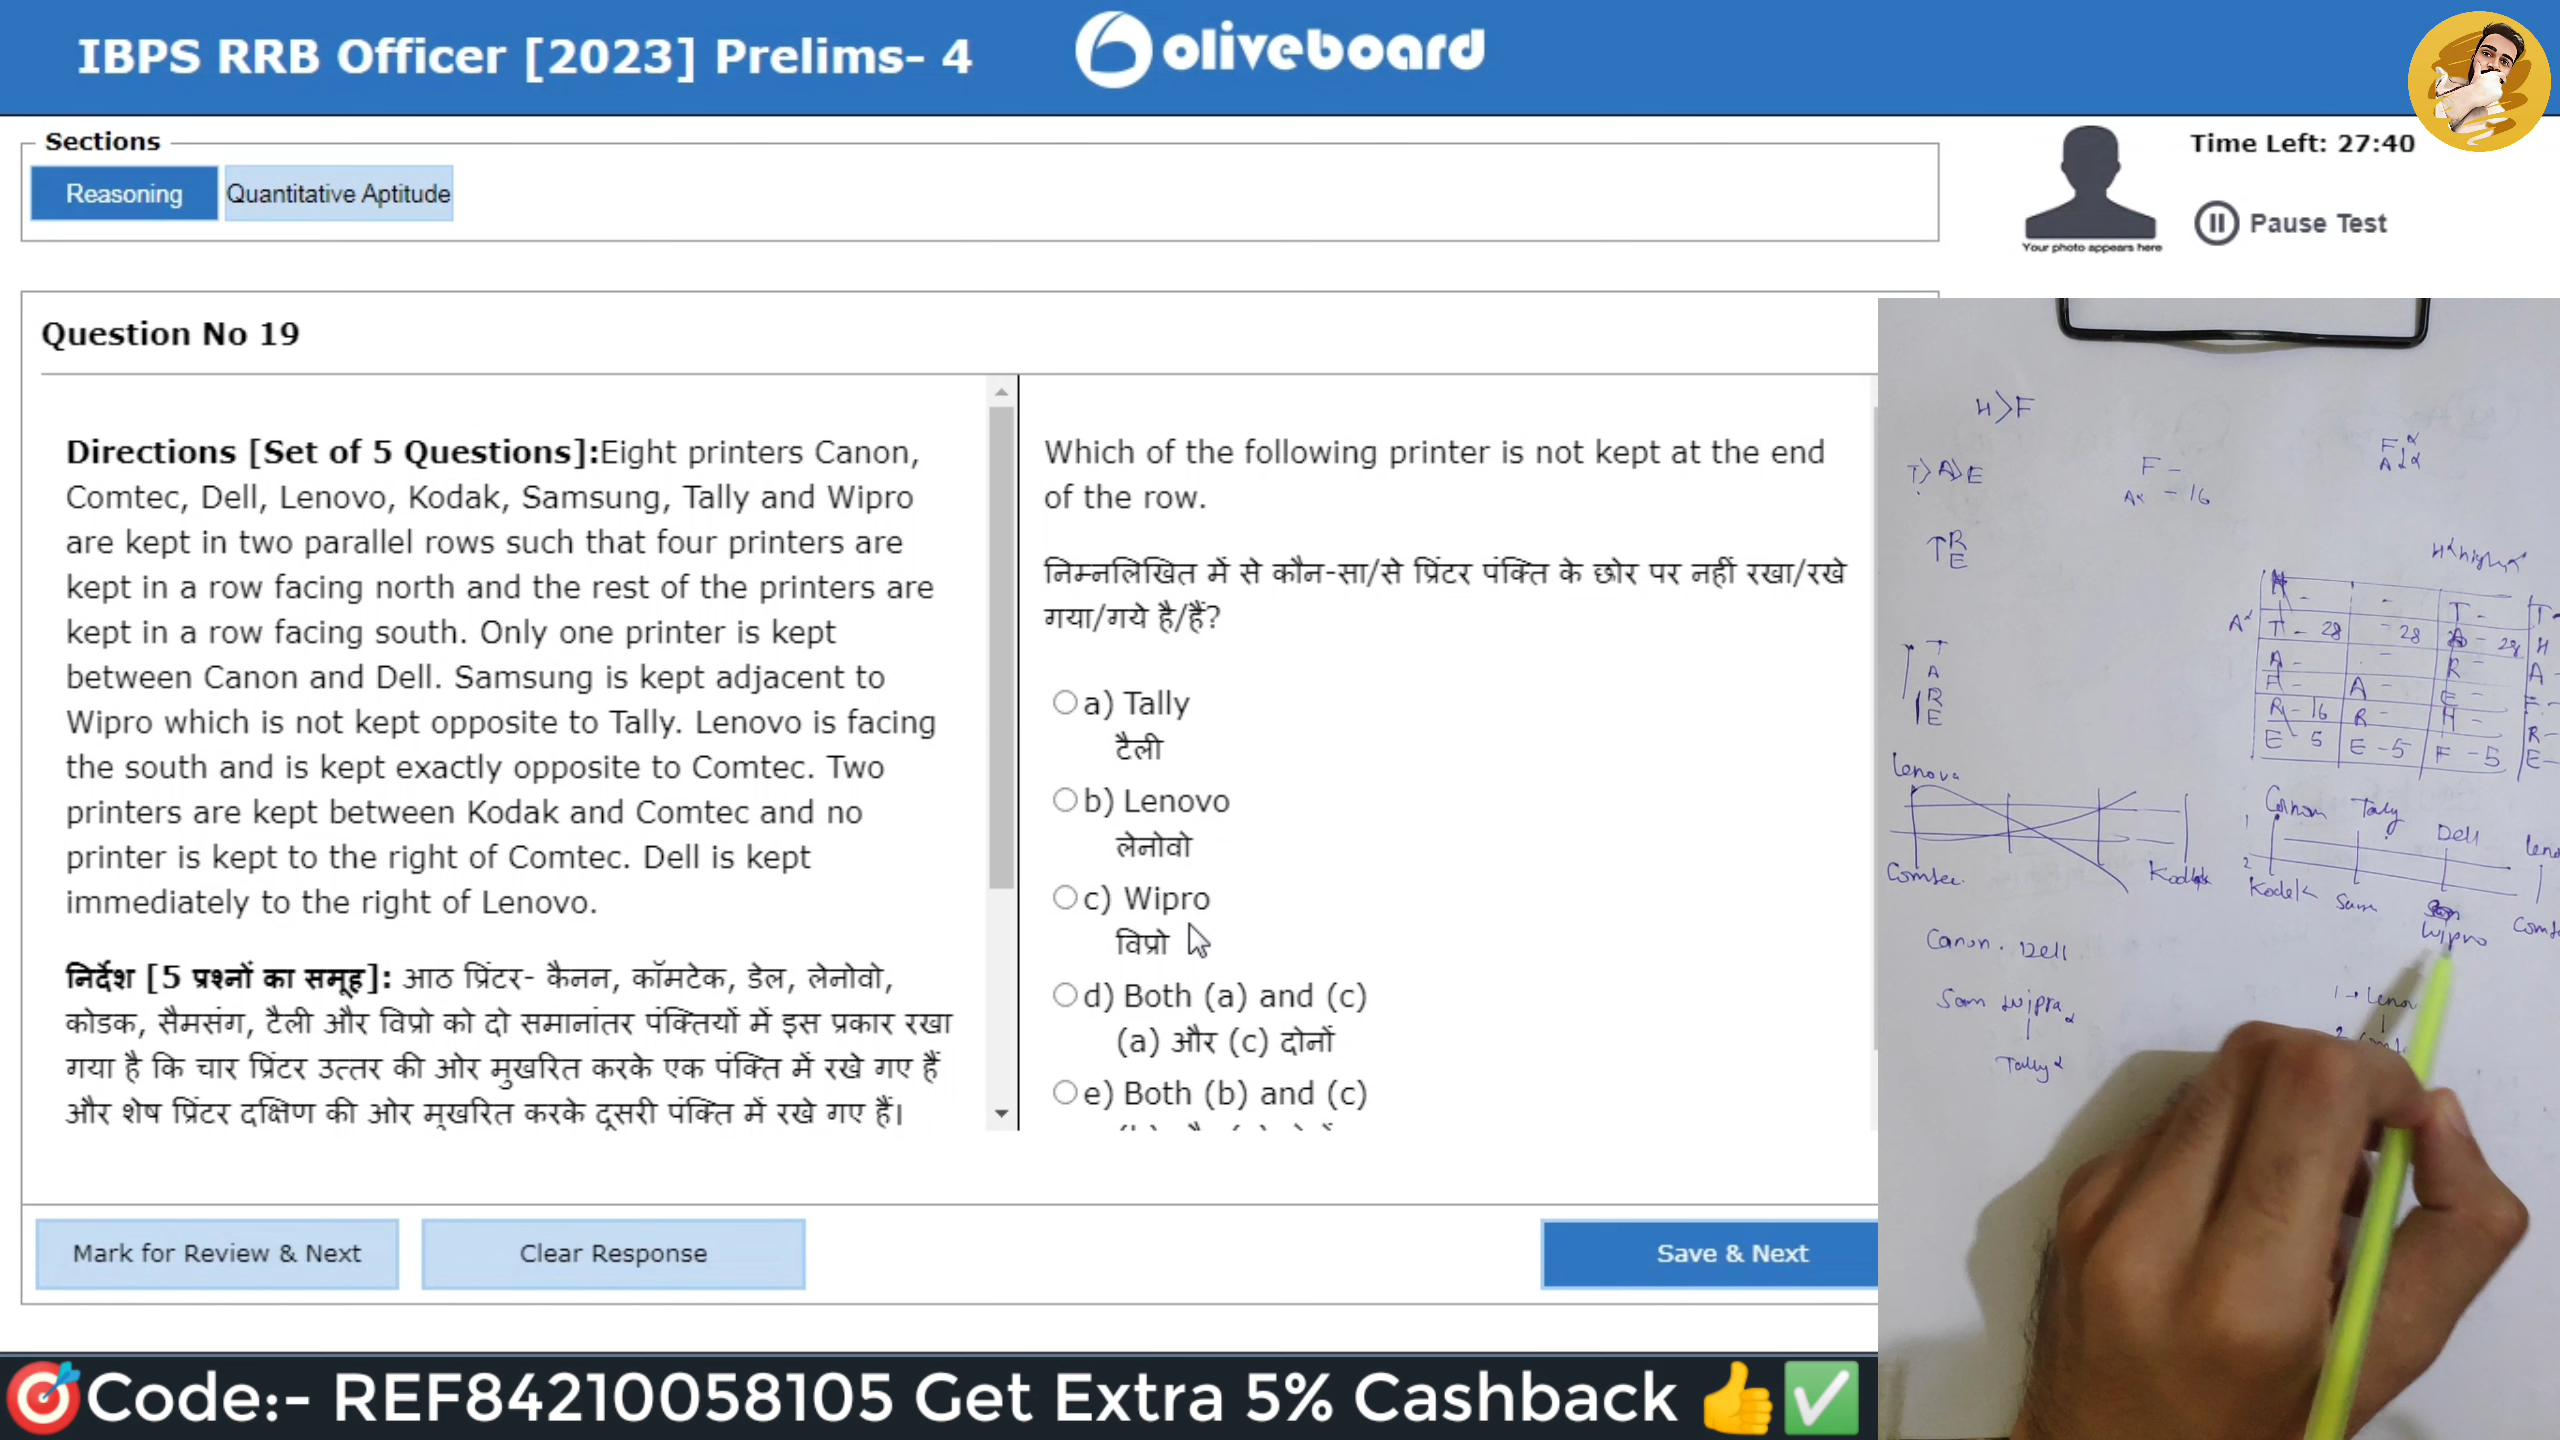 IBPS RRB Officer [2023] Prelims- 4
oliveboard
Sections
Reasoning
Quantitative Aptitude
Time Left: 27:40
Pause Test
Your photo appears here
Question No 19
Directions [Set of 5 Questions]:Eight printers Canon,
Comtec, Dell, Lenovo, Kodak, Samsung, Tally and Wipro
are kept in two parallel rows such that four printers are
kept in a row facing north and the rest of the printers are
kept in a row facing south. Only one printer is kept
between Canon and Dell. Samsung is kept adjacent to
Wipro which is not kept opposite to Tally. Lenovo is facing
the south and is kept exactly opposite to Comtec. Two
printers are kept between Kodak and Comtec and no
printer is kept to the right of Comtec. Dell is kept
immediately to the right of Lenovo.
निर्देश [5 प्रश्नों का समूह]: आठ प्रिंटर- कैनन, कॉमटेक, डेल, लेनोवो,
कोडक, सैमसंग, टैली और विप्रो को दो समानांतर पंक्तियों में इस प्रकार रखा
गया है कि चार प्रिंटर उत्तर की ओर मुखरित करके एक पंक्ति में रखे गए हैं
और शेष प्रिंटर दक्षिण की ओर मुखरित करके दूसरी पंक्ति में रखे गए हैं।
Which of the following printer is not kept at the end
of the row.
निम्नलिखित में से कौन-सा/से प्रिंटर पंक्ति के छोर पर नहीं रखा/रखे
गया/गये है/हैं?
a) Tally
टैली
b) Lenovo
लेनोवो
c) Wipro
विप्रो
d) Both (a) and (c)
(a) और (c) दोनों
e) Both (b) and (c)
Mark for Review & Next
Clear Response
Save & Next
H>F
T>A>E
F -
A - 16
R
E
T
A
R
E
T - 28
- 28
R - 16
R -
H -
E - 5
E - 5
F - 5
Lenova
Comtec
Canon
Taly
Dell
Kodak
Sam
Wipro
Canon . Dell
Sam Wipra
Tally
Code:- REF84210058105 Get Extra 5% Cashback